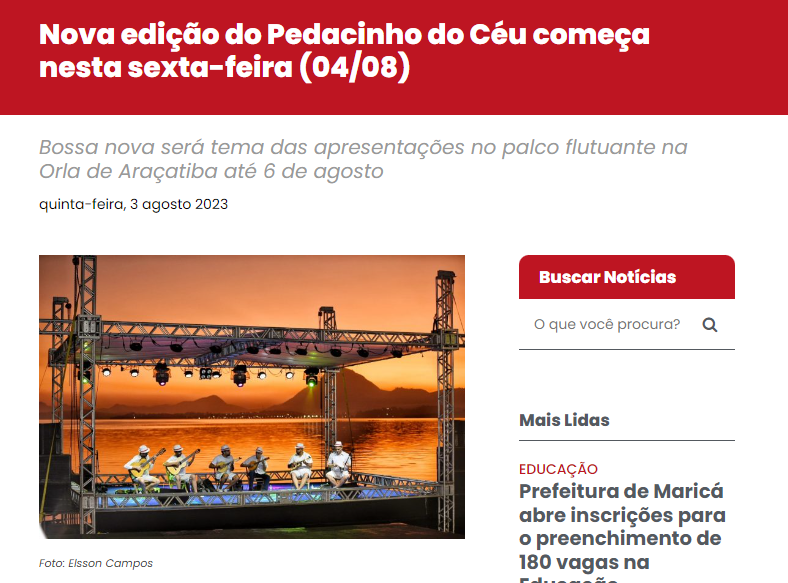 Nova edição do Pedacinho do Céu começa
nesta sexta-feira (04/08)
Bossa nova será tema das apresentações no palco flutuante na
Orla de Araçatiba até 6 de agosto
quinta-feira, 3 agosto 2023
Foto: Elsson Campos
Buscar Notícias
O que você procura?
Mais Lidas
EDUCAÇÃO
Prefeitura de Maricá
abre inscrições para
o preenchimento de
180 vagas na
Educação